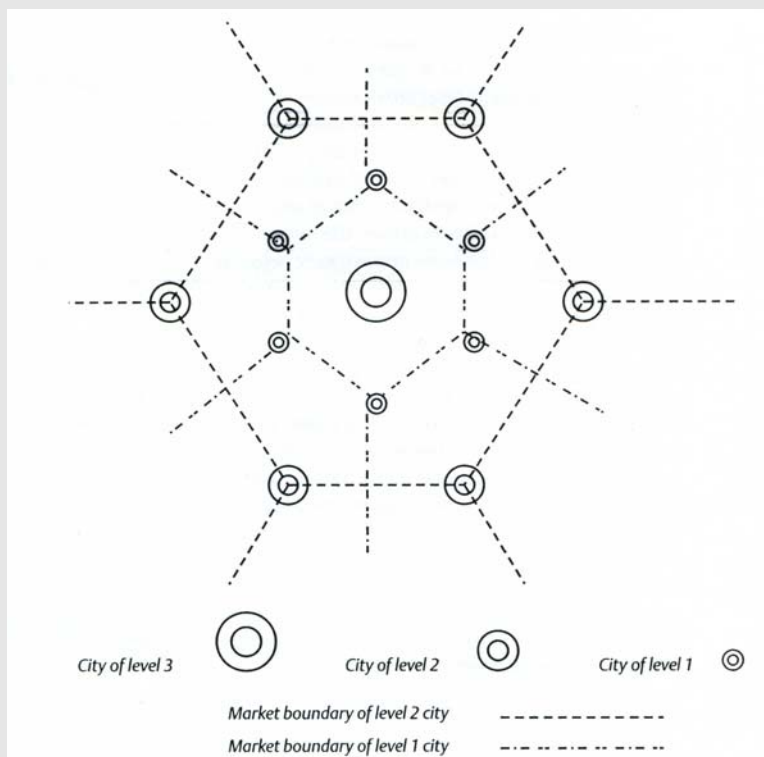 City of level 3
City of level 2
City of level 1
Market boundary of level 2 city
Market boundary of level 1 city